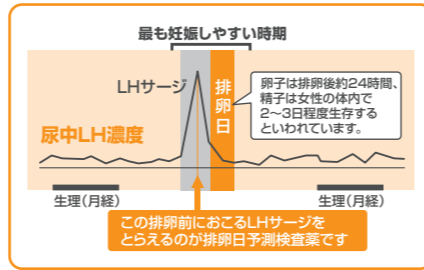 最も妊娠しやすい時期
LHサージ
排卵日
卵子は排卵後約24時間、
精子は女性の体内で
2〜3日程度生存する
といわれています。
尿中LH濃度
生理(月経)
生理(月経)
この排卵前におこるLHサージを
とらえるのが排卵日予測検査薬です